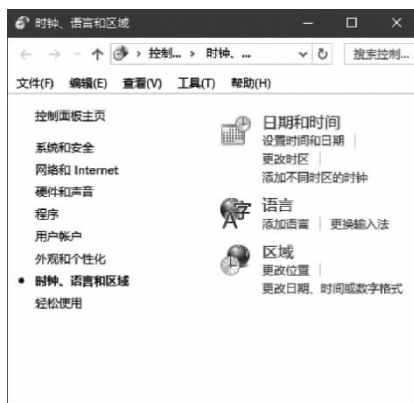 时钟、语言和区域
控制... › 时钟、...
搜索控制...
文件(F) 编辑(E) 查看(V) 工具(T) 帮助(H)
控制面板主页
系统和安全
网络和 Internet
硬件和声音
程序
用户帐户
外观和个性化
时钟、语言和区域
轻松使用
日期和时间
设置时间和日期
更改时区
添加不同时区的时钟
语言
添加语言 更换输入法
区域
更改位置
更改日期、时间或数字格式